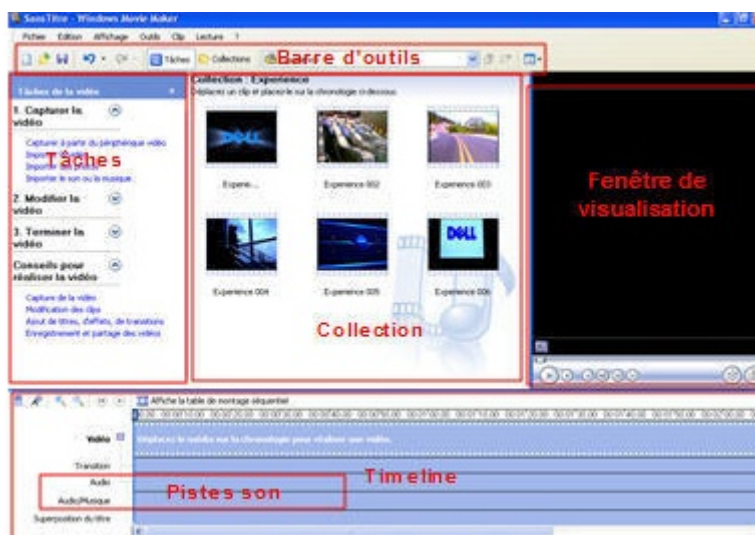 Sans Titre - Windows Movie Maker
Fichier Edition Affichage Outils Clip Lecture ?
Tâches Collections
Barre d'outils
Tâches de la vidéo
1. Capturer la vidéo
Capturer à partir du périphérique vidéo
Importer le son ou la musique
Tâches
2. Modifier la vidéo
3. Terminer la vidéo
Conseils pour réaliser la vidéo
Capture de la vidéo
Modification des clips
Ajout de titres, d'effets, de transitions
Enregistrement et partage des vidéos
Collection : Experience
Déplacez un clip et placez-le sur la chronologie ci-dessous.
DELL
Experie...
Experience 002
Experience 003
DELL
Experience 004
Experience 005
Experience 006
Collection
Fenêtre de
visualisation
Affiche la table de montage séquentiel
Vidéo
Déplacez le média sur la chronologie pour réaliser une vidéo.
Transition
Audio
Audio/Musique
Superposition du titre
Timeline
Pistes son